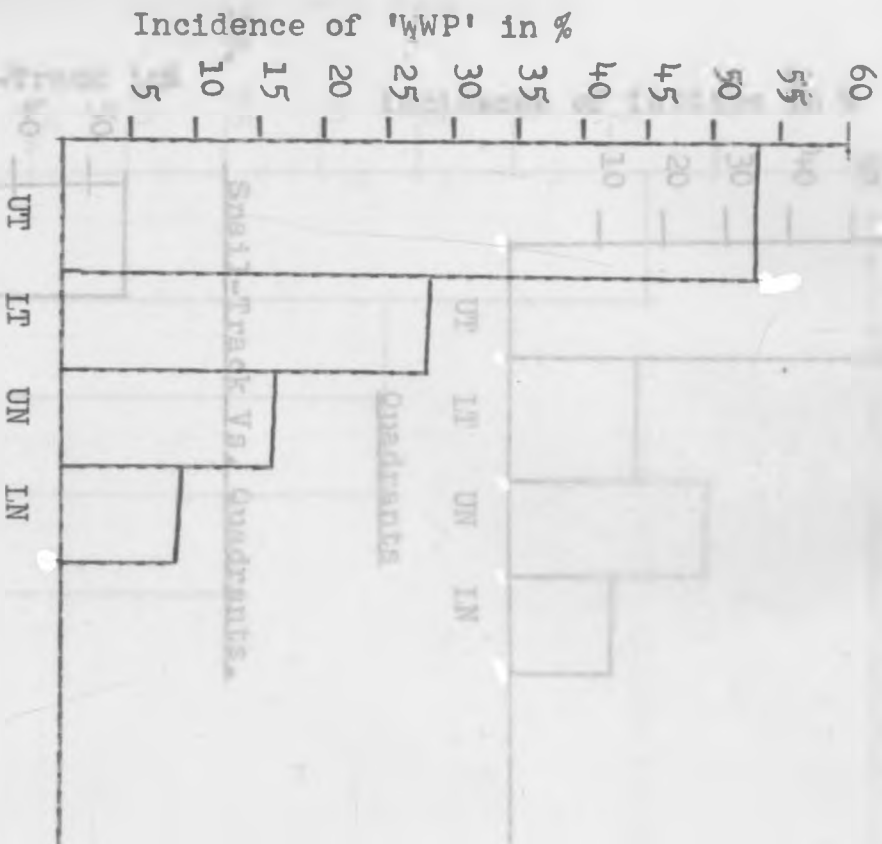 Incidence of 'WWP' in %
5 10 15 20 25 30 35 40 45 50 55 60
UT LT UN LN
10 20 30 40
UT LT UN LN
Quadrants
Snail-Track Vs. Quadrants.